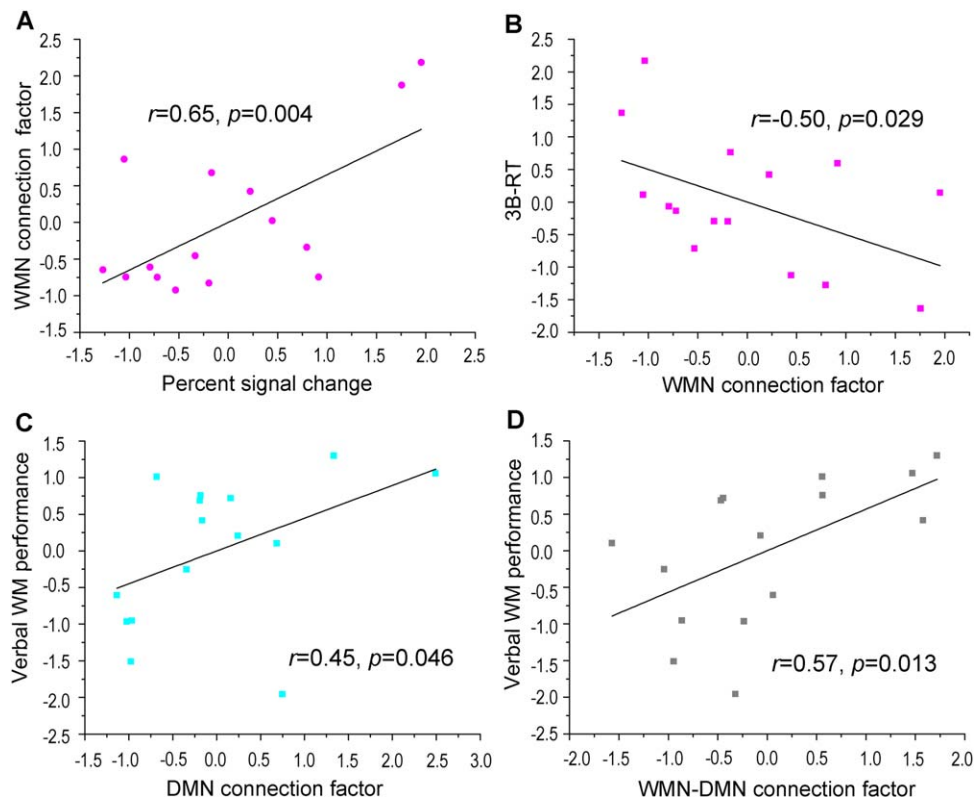 A
2.5
2.0
1.5
1.0
0.5
0.0
-0.5
-1.0
-1.5
WMN connection factor
r=0.65, p=0.004
-1.5 -1.0 -0.5 0.0 0.5 1.0 1.5 2.0 2.5
Percent signal change
B
2.5
2.0
1.5
1.0
0.5
0.0
-0.5
-1.0
-1.5
-2.0
3B-RT
r=-0.50, p=0.029
-1.5 -1.0 -0.5 0.0 0.5 1.0 1.5 2.0
WMN connection factor
C
1.5
1.0
0.5
0.0
-0.5
-1.0
-1.5
-2.0
-2.5
Verbal WM performance
r=0.45, p=0.046
-1.5 -1.0 -0.5 0.0 0.5 1.0 1.5 2.0 2.5 3.0
DMN connection factor
D
1.5
1.0
0.5
0.0
-0.5
-1.0
-1.5
-2.0
-2.5
Verbal WM performance
r=0.57, p=0.013
-2.0 -1.5 -1.0 -0.5 0.0 0.5 1.0 1.5 2.0
WMN-DMN connection factor